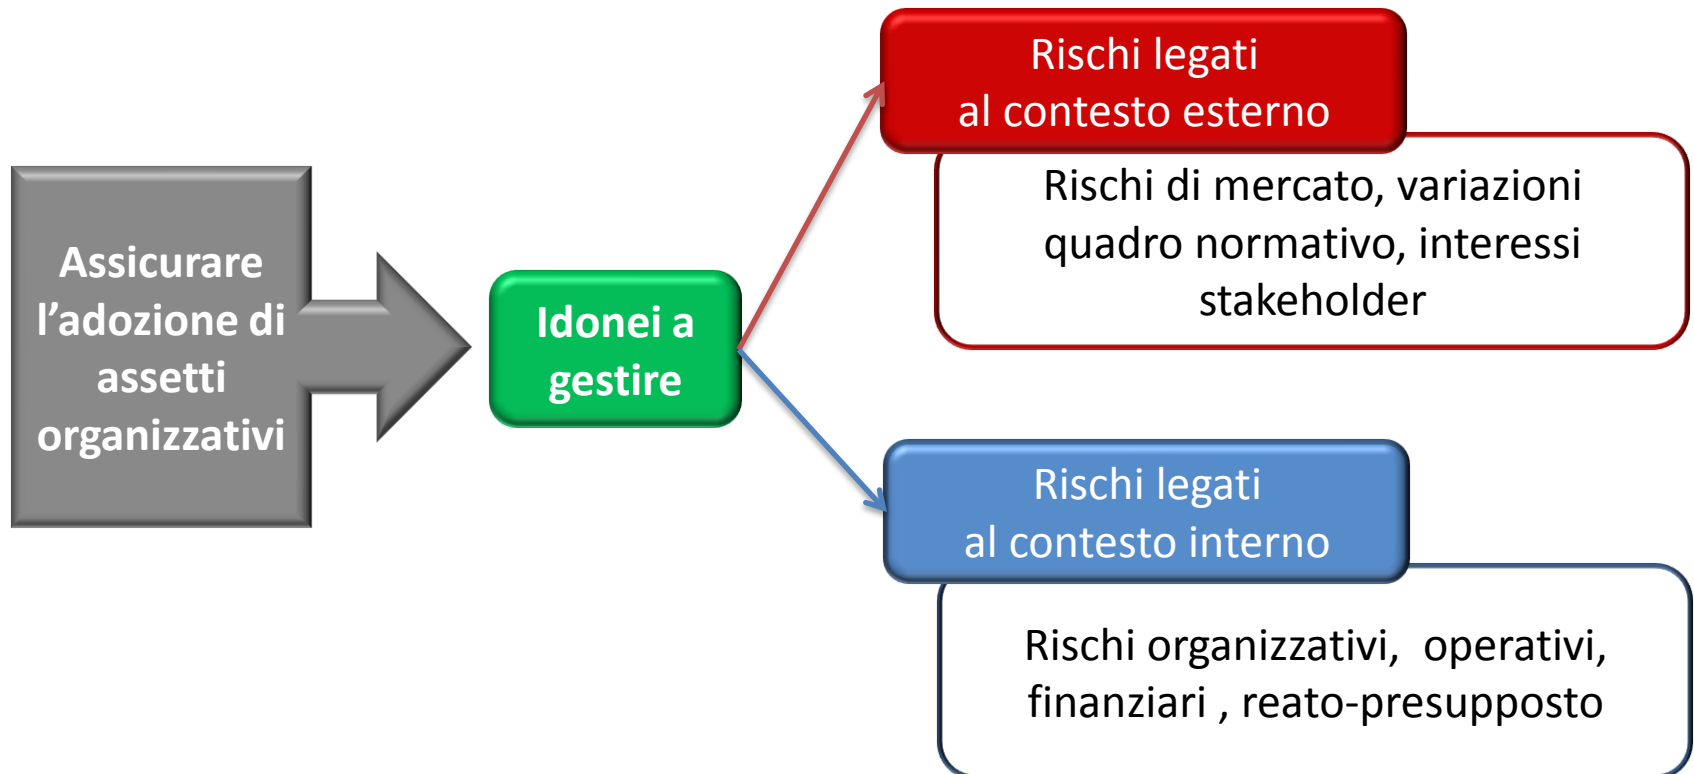 Assicurare
l’adozione di
assetti
organizzativi
Idonei a
gestire
Rischi legati
al contesto esterno
Rischi di mercato, variazioni
quadro normativo, interessi
stakeholder
Rischi legati
al contesto interno
Rischi organizzativi,  operativi,
finanziari , reato-presupposto